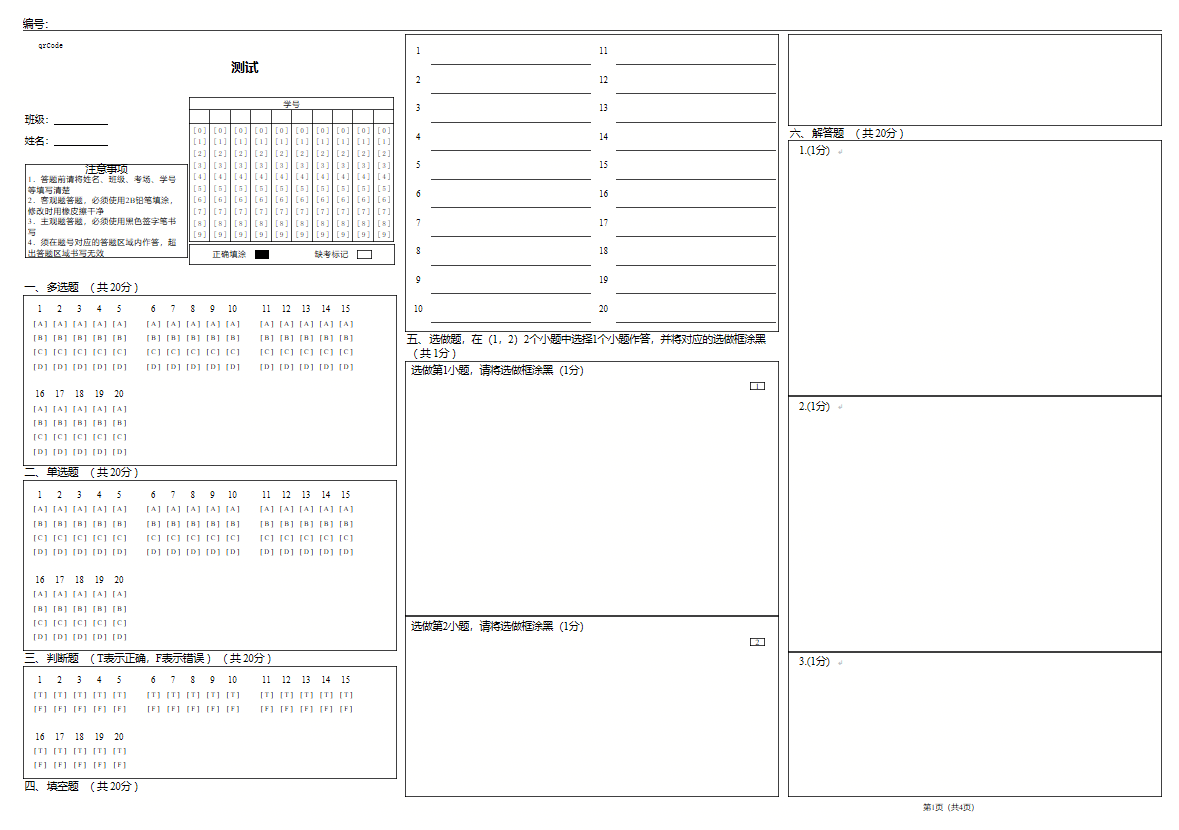 编号：
qrCode
测试
班级：
姓名：
学号
[0] [0] [0] [0] [0] [0] [0] [0] [0] [0]
[1] [1] [1] [1] [1] [1] [1] [1] [1] [1]
[2] [2] [2] [2] [2] [2] [2] [2] [2] [2]
[3] [3] [3] [3] [3] [3] [3] [3] [3] [3]
[4] [4] [4] [4] [4] [4] [4] [4] [4] [4]
[5] [5] [5] [5] [5] [5] [5] [5] [5] [5]
[6] [6] [6] [6] [6] [6] [6] [6] [6] [6]
[7] [7] [7] [7] [7] [7] [7] [7] [7] [7]
[8] [8] [8] [8] [8] [8] [8] [8] [8] [8]
[9] [9] [9] [9] [9] [9] [9] [9] [9] [9]
注意事项
1．答题前请将姓名、班级、考场、学号
等填写清楚
2．客观题答题，必须使用2B铅笔填涂，
修改时用橡皮擦干净
3．主观题答题，必须使用黑色签字笔书
写
4．须在题号对应的答题区域内作答，超
出答题区域书写无效
正确填涂 缺考标记
一、多选题 （共20分）
1 2 3 4 5 6 7 8 9 10 11 12 13 14 15
[A] [A] [A] [A] [A] [A] [A] [A] [A] [A] [A] [A] [A] [A] [A]
[B] [B] [B] [B] [B] [B] [B] [B] [B] [B] [B] [B] [B] [B] [B]
[C] [C] [C] [C] [C] [C] [C] [C] [C] [C] [C] [C] [C] [C] [C]
[D] [D] [D] [D] [D] [D] [D] [D] [D] [D] [D] [D] [D] [D] [D]
16 17 18 19 20
[A] [A] [A] [A] [A]
[B] [B] [B] [B] [B]
[C] [C] [C] [C] [C]
[D] [D] [D] [D] [D]
二、单选题 （共20分）
1 2 3 4 5 6 7 8 9 10 11 12 13 14 15
[A] [A] [A] [A] [A] [A] [A] [A] [A] [A] [A] [A] [A] [A] [A]
[B] [B] [B] [B] [B] [B] [B] [B] [B] [B] [B] [B] [B] [B] [B]
[C] [C] [C] [C] [C] [C] [C] [C] [C] [C] [C] [C] [C] [C] [C]
[D] [D] [D] [D] [D] [D] [D] [D] [D] [D] [D] [D] [D] [D] [D]
16 17 18 19 20
[A] [A] [A] [A] [A]
[B] [B] [B] [B] [B]
[C] [C] [C] [C] [C]
[D] [D] [D] [D] [D]
三、判断题 （T表示正确，F表示错误）（共20分）
1 2 3 4 5 6 7 8 9 10 11 12 13 14 15
[T] [T] [T] [T] [T] [T] [T] [T] [T] [T] [T] [T] [T] [T] [T]
[F] [F] [F] [F] [F] [F] [F] [F] [F] [F] [F] [F] [F] [F] [F]
16 17 18 19 20
[T] [T] [T] [T] [T]
[F] [F] [F] [F] [F]
四、填空题 （共20分）
1 11
2 12
3 13
4 14
5 15
6 16
7 17
8 18
9 19
10 20
五、选做题，在（1，2）2个小题中选择1个小题作答，并将对应的选做框涂黑
（共1分）
选做第1小题，请将选做框涂黑（1分）
1
选做第2小题，请将选做框涂黑（1分）
2
六、解答题 （共20分）
1.(1分)
2.(1分)
3.(1分)
第1页（共4页）